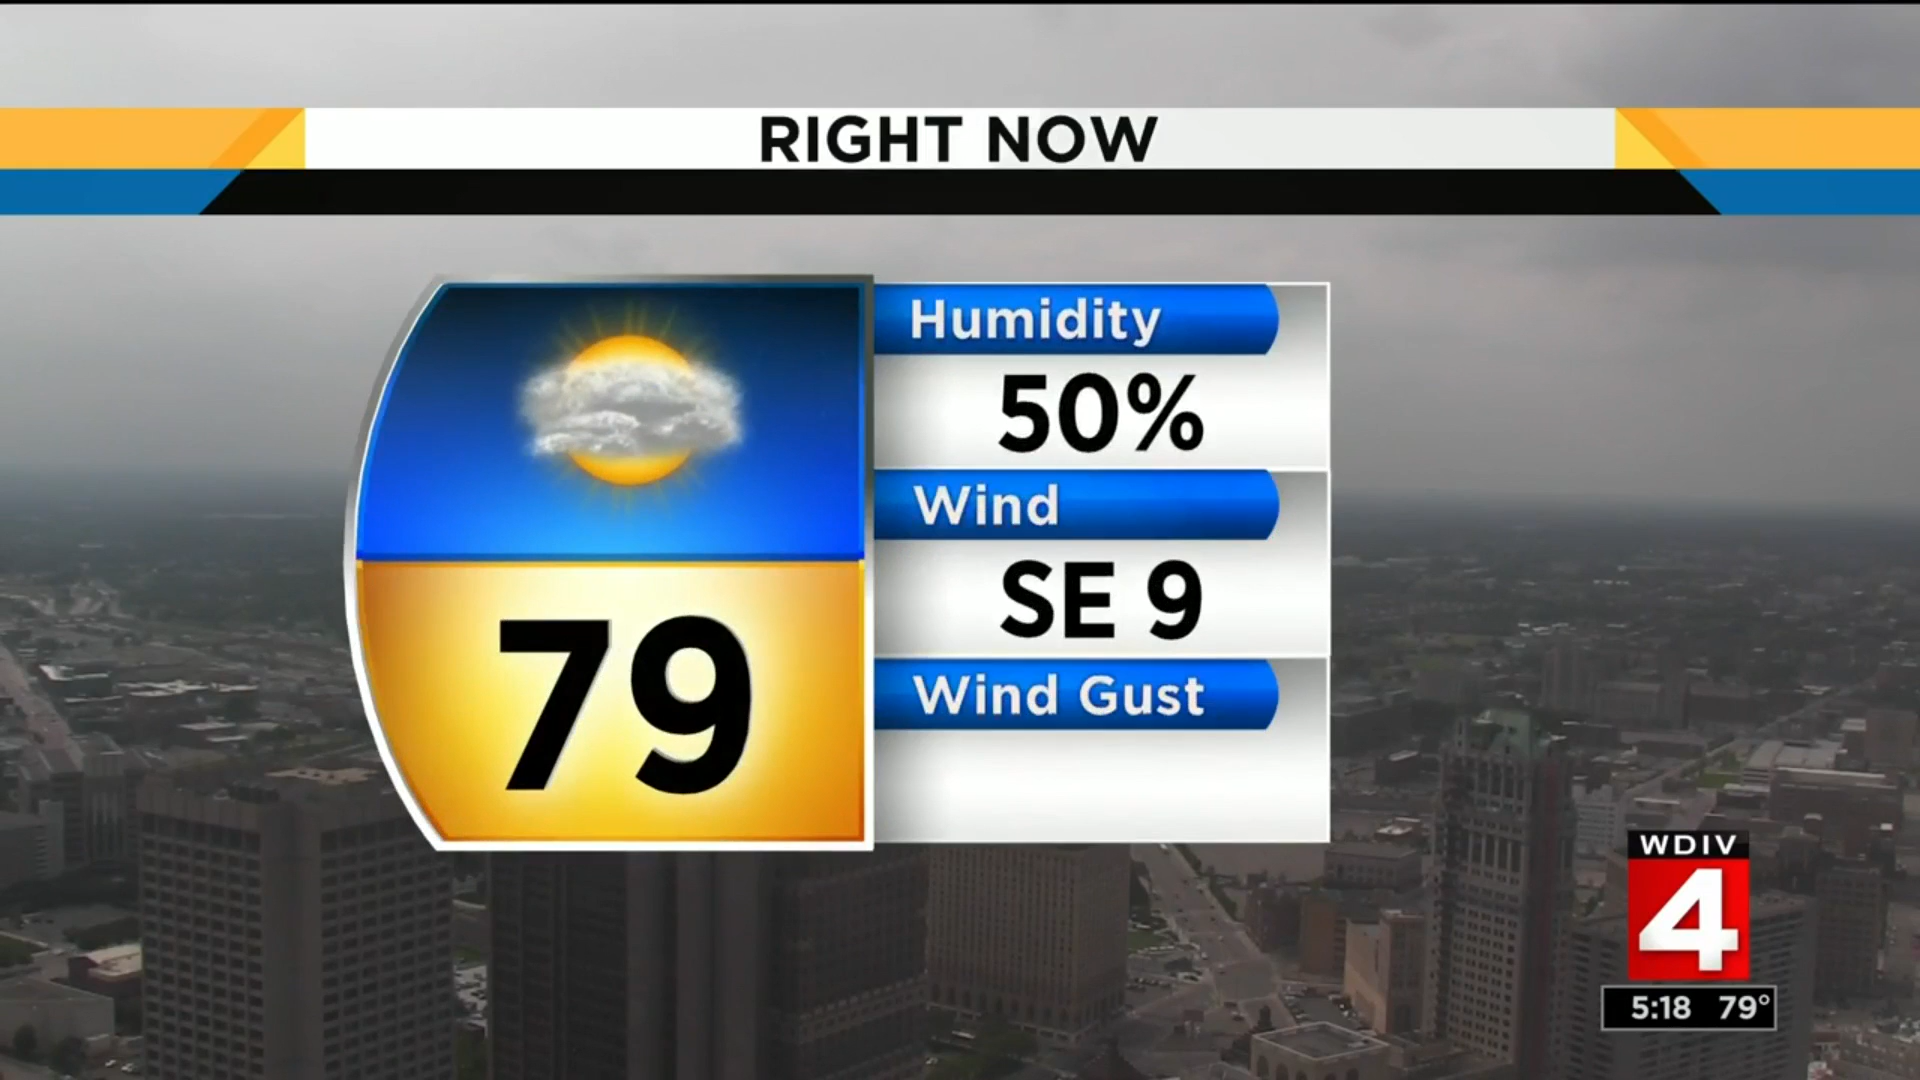 RIGHT NOW
Humidity
50%
Wind
SE 9
79
Wind Gust
WDIV
4
5:18 79°